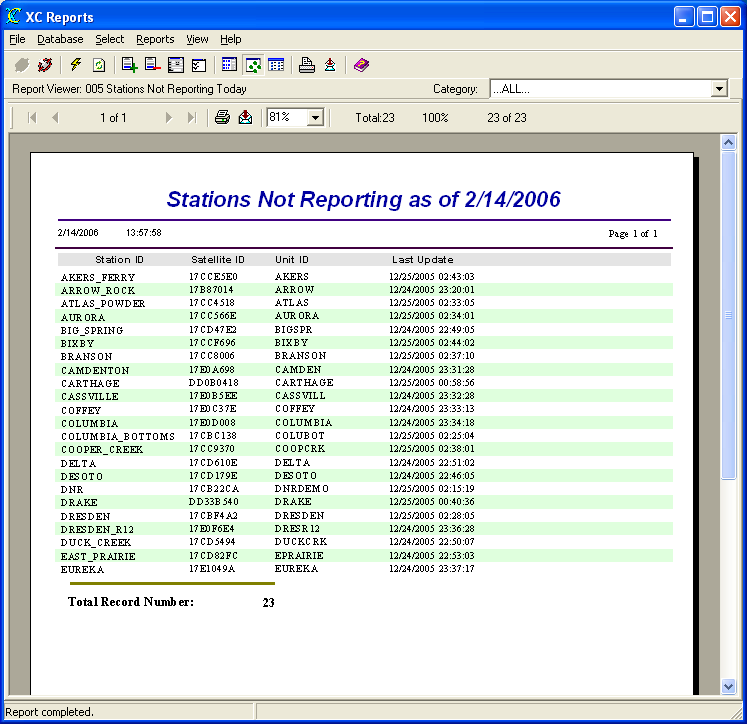 XC Reports
File Database Select Reports View Help
Report Viewer: 005 Stations Not Reporting Today Category: ...ALL...
1 of 1 81% Total:23 100% 23 of 23
Stations Not Reporting as of 2/14/2006
2/14/2006 13:57:58 Page 1 of 1
Station ID Satellite ID Unit ID Last Update
AKERS_FERRY 17CCE5E0 AKERS 12/25/2005 02:43:03
ARROW_ROCK 17B87014 ARROW 12/24/2005 23:20:01
ATLAS_POWDER 17CC4518 ATLAS 12/25/2005 02:33:05
AURORA 17CC566E AURORA 12/25/2005 02:34:01
BIG_SPRING 17CD47E2 BIGSPR 12/24/2005 22:49:05
BIXBY 17CCF696 BIXBY 12/25/2005 02:44:02
BRANSON 17CC8006 BRANSON 12/25/2005 02:37:10
CAMDENTON 17E0A698 CAMDEN 12/24/2005 23:31:28
CARTHAGE DD0B0418 CARTHAGE 12/25/2005 00:58:56
CASSVILLE 17E0B5EE CASSVILL 12/24/2005 23:32:28
COFFEY 17E0C37E COFFEY 12/24/2005 23:33:13
COLUMBIA 17E0D008 COLUMBIA 12/24/2005 23:34:18
COLUMBIA_BOTTOMS 17CBC138 COLUBOT 12/25/2005 02:25:04
COOPER_CREEK 17CC9370 COOPCRK 12/25/2005 02:38:01
DELTA 17CD610E DELTA 12/24/2005 22:51:02
DESOTO 17CD179E DESOTO 12/24/2005 22:46:05
DNR 17CB22CA DNRDEMO 12/25/2005 02:15:19
DRAKE DD33B540 DRAKE 12/25/2005 00:40:36
DRESDEN 17CBF4A2 DRESDEN 12/25/2005 02:28:05
DRESDEN_R12 17E0F6E4 DRESR12 12/24/2005 23:36:28
DUCK_CREEK 17CD5494 DUCKCRK 12/24/2005 22:50:07
EAST_PRAIRIE 17CD82FC EPRAIRIE 12/24/2005 22:53:03
EUREKA 17E1049A EUREKA 12/24/2005 23:37:17
Total Record Number: 23
Report completed.